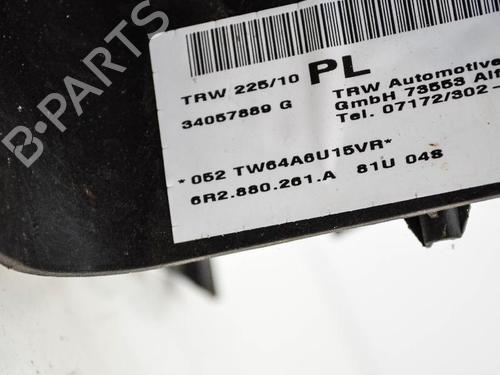 TRW 225/10 PL TRW Automotive
34057889 G GmbH 73553 Alf
Tel. 07172/302-
*052 TW64A6U15VR*
6R2.880.261.A 81U 048
B-PARTS